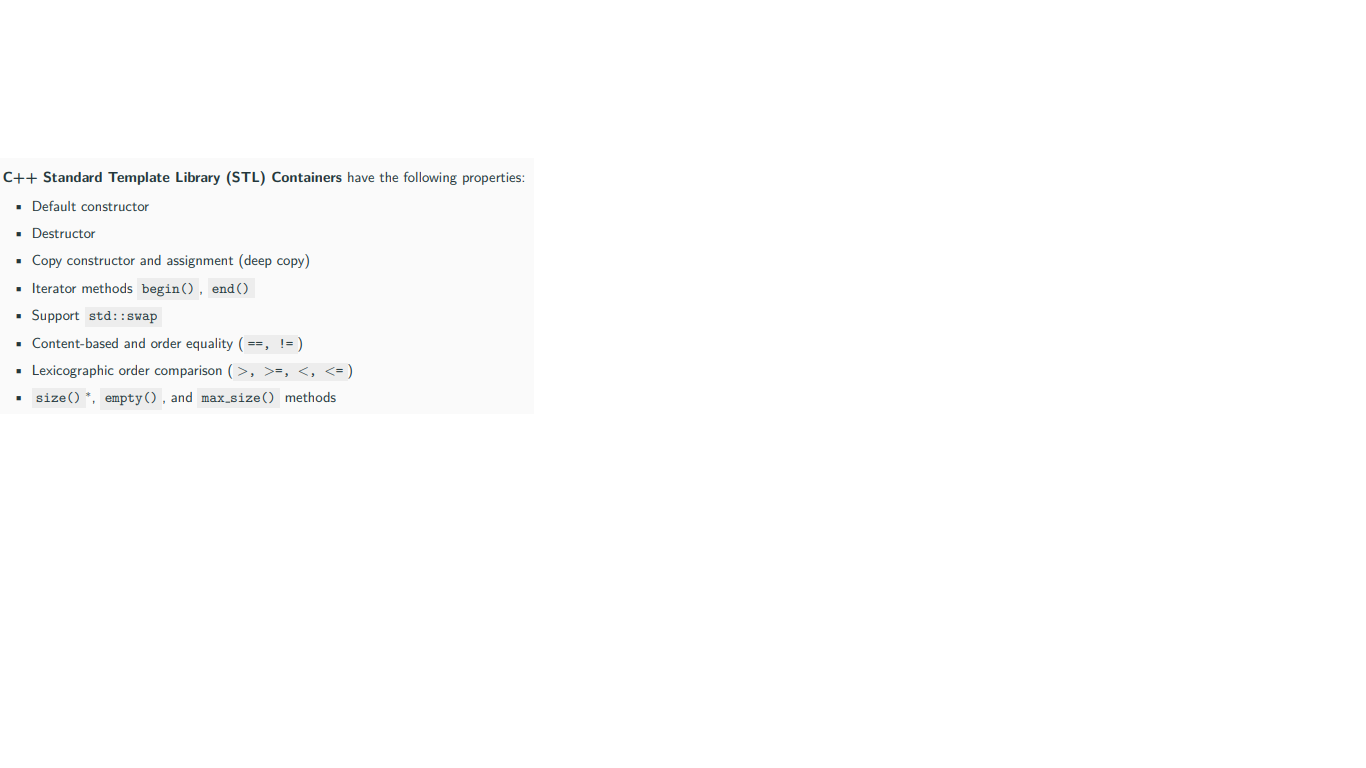 C++ Standard Template Library (STL) Containers have the following properties:
▪ Default constructor
▪ Destructor
▪ Copy constructor and assignment (deep copy)
▪ Iterator methods begin(), end()
▪ Support std::swap
▪ Content-based and order equality (==, !=)
▪ Lexicographic order comparison (>, >=, <, <=)
▪ size()*, empty(), and max_size() methods